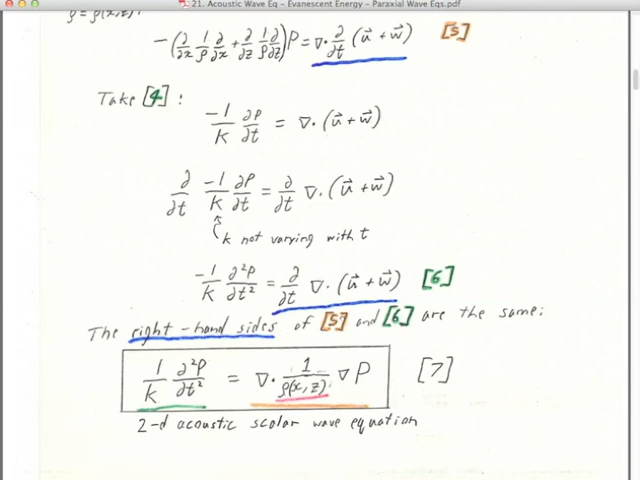 21. Acoustic Wave Eq - Evanescent Energy - Paraxial Wave Eqs.pdf
ρ = ρ(x,z):
-(∂/∂x 1/ρ ∂/∂x + ∂/∂z 1/ρ ∂/∂z)P = ∇·∂/∂t (u⃗ + w⃗) [5]
Take [4]:
-1/K ∂P/∂t = ∇·(u⃗ + w⃗)
∂/∂t -1/K ∂P/∂t = ∂/∂t ∇·(u⃗ + w⃗)
K not varying with t
-1/K ∂²P/∂t² = ∂/∂t ∇·(u⃗ + w⃗) [6]
The right-hand sides of [5] and [6] are the same:
1/K ∂²P/∂t² = ∇· 1/ρ(x,z) ∇P [7]
2-d acoustic scalar wave equation